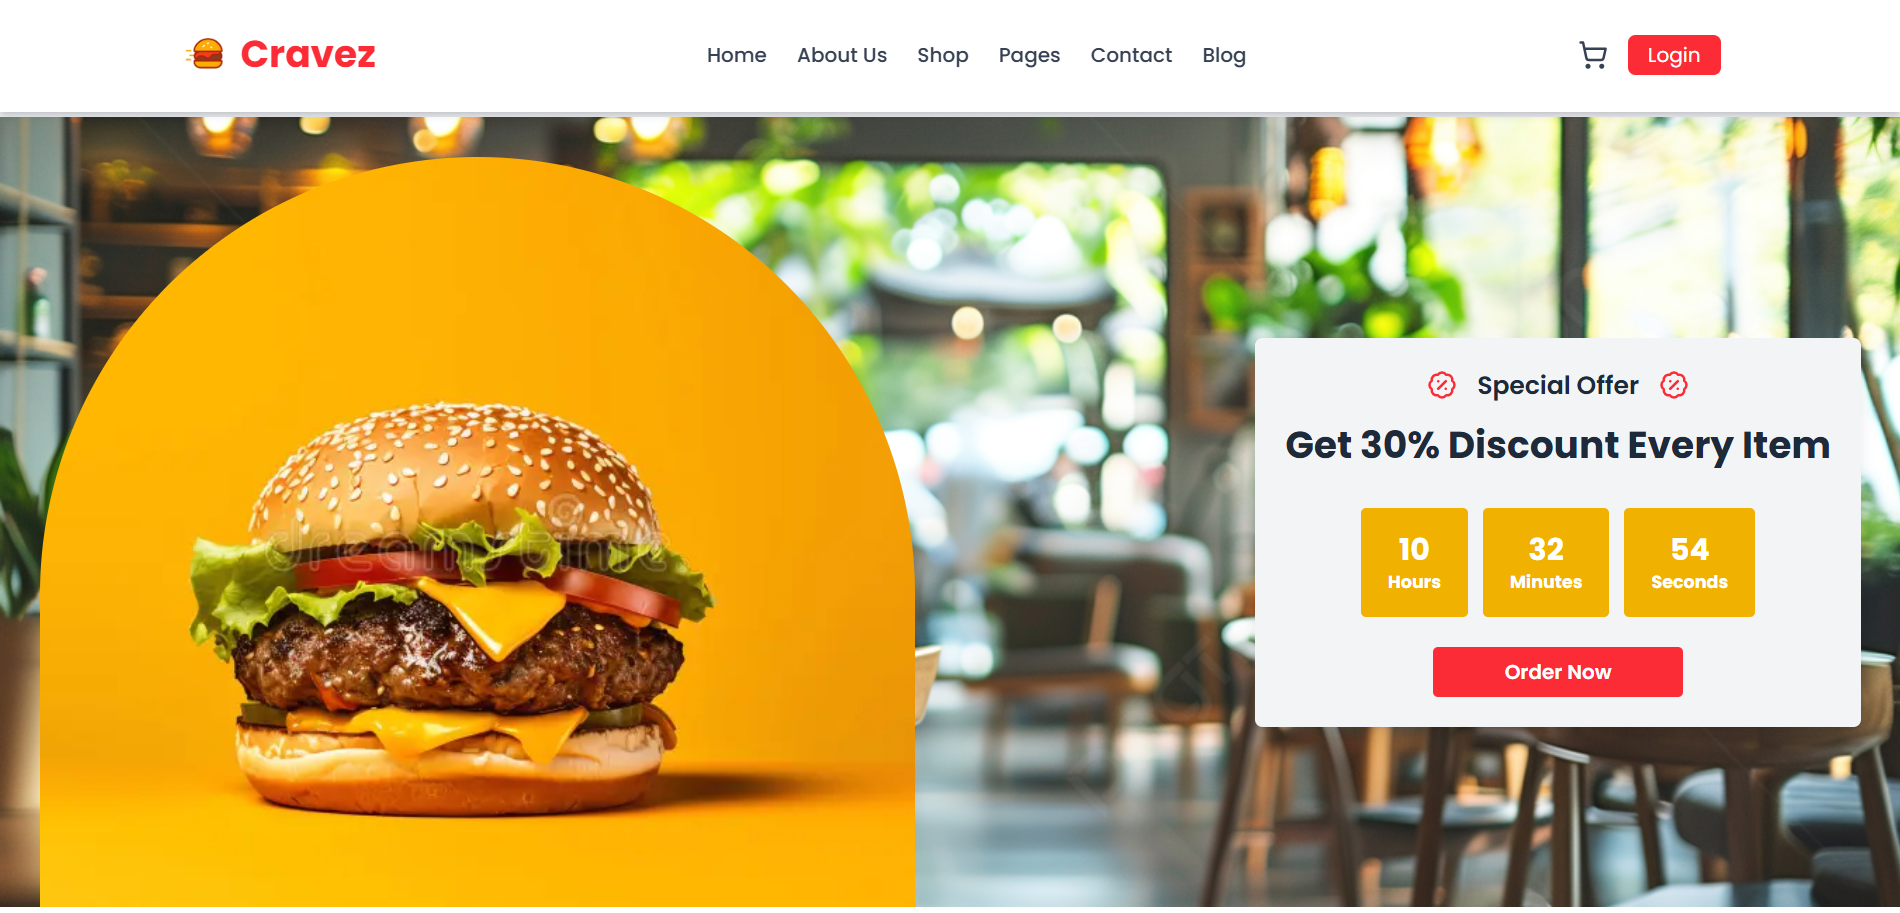 Cravez
Home About Us Shop Pages Contact Blog
Login
Special Offer
Get 30% Discount Every Item
10 32 54
Hours Minutes Seconds
Order Now
dreamstime